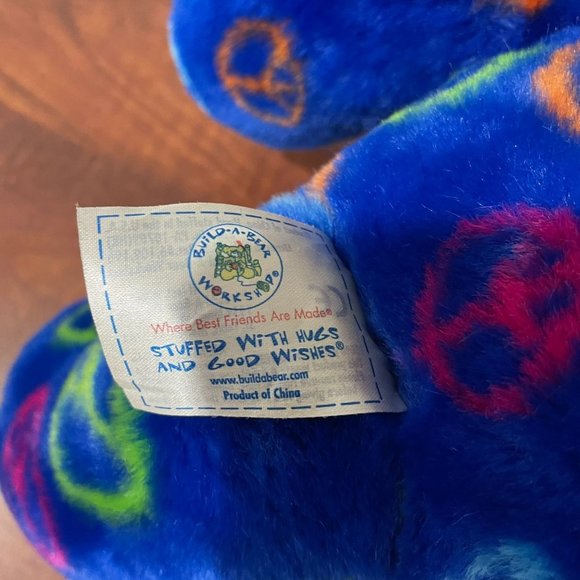 BUiLD-A-BEAR
WORKSHOP®
Where Best Friends Are Made®
STUFFED WiTH HUGS
AND GOOD WiSHES®
www.buildabear.com
Product of China